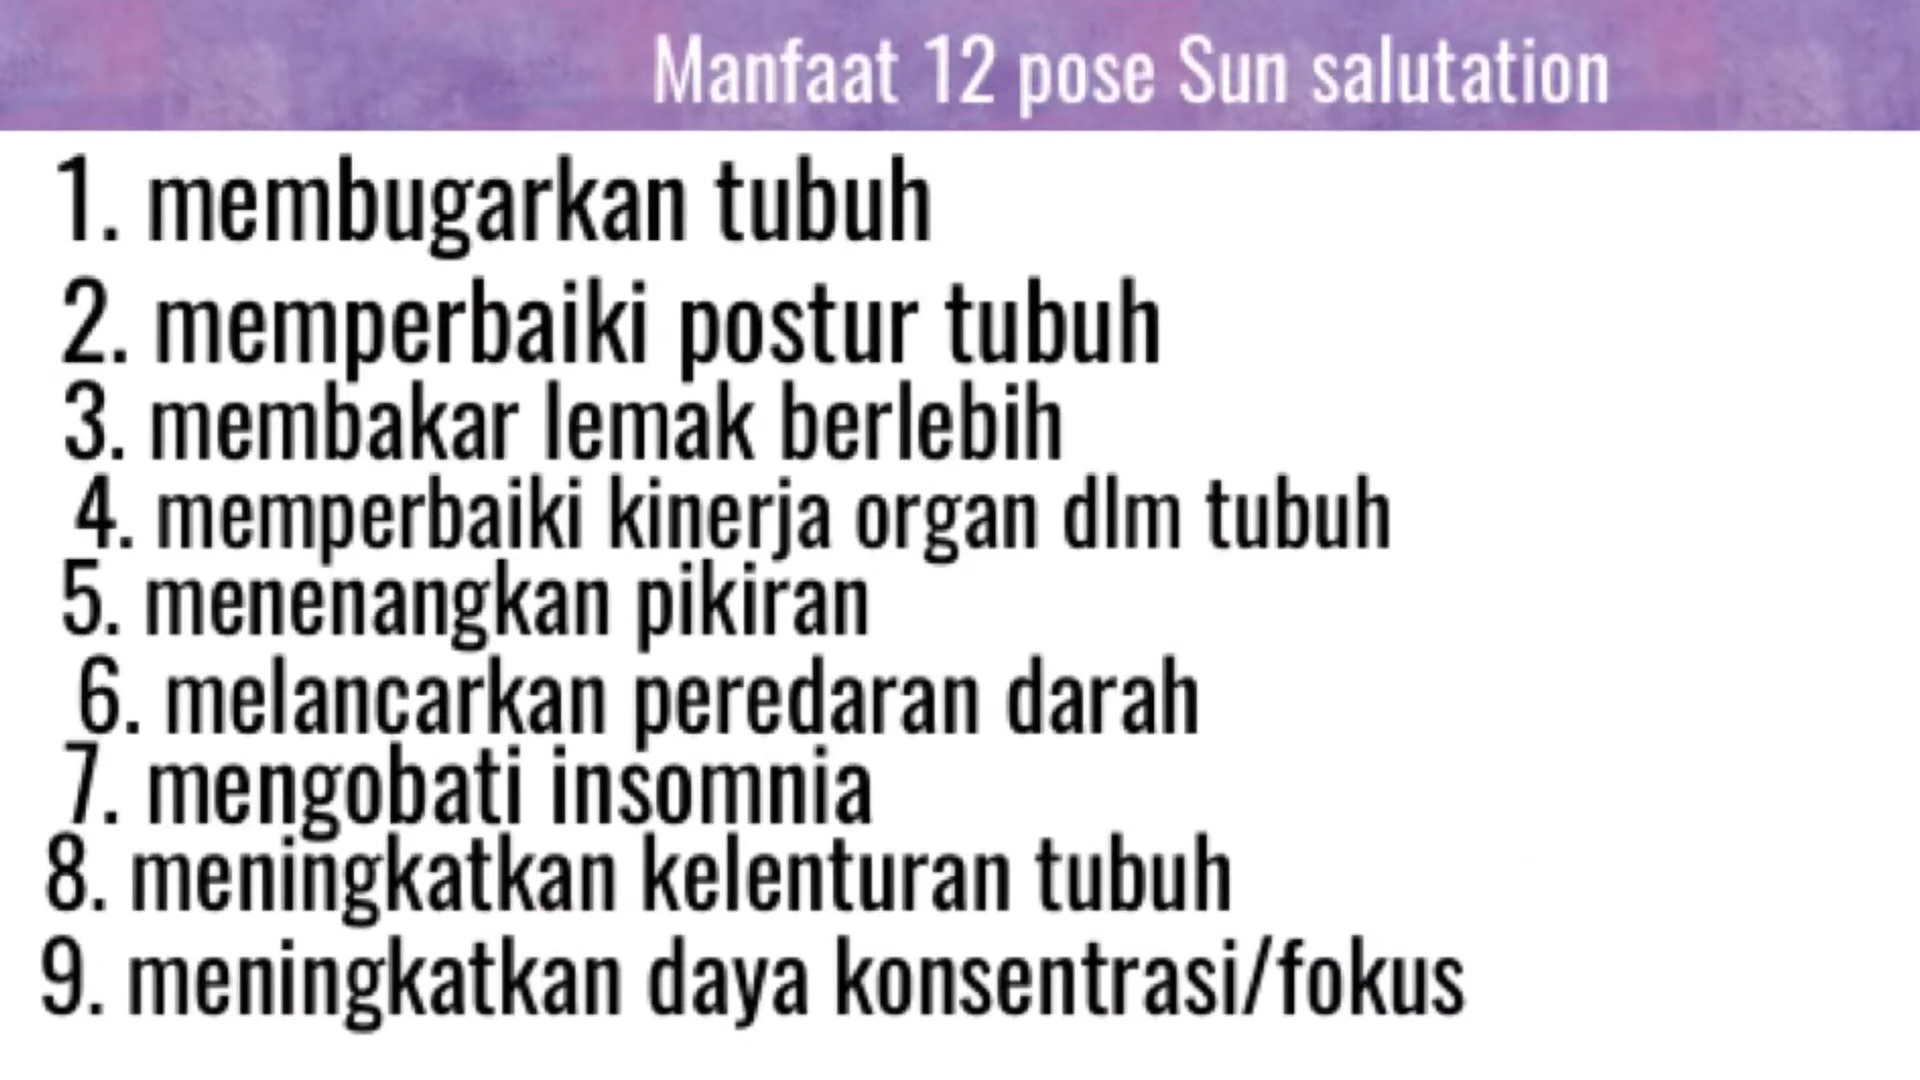 Manfaat 12 pose Sun salutation
1. membugarkan tubuh
2. memperbaiki postur tubuh
3. membakar lemak berlebih
4. memperbaiki kinerja organ dlm tubuh
5. menenangkan pikiran
6. melancarkan peredaran darah
7. mengobati insomnia
8. meningkatkan kelenturan tubuh
9. meningkatkan daya konsentrasi/fokus